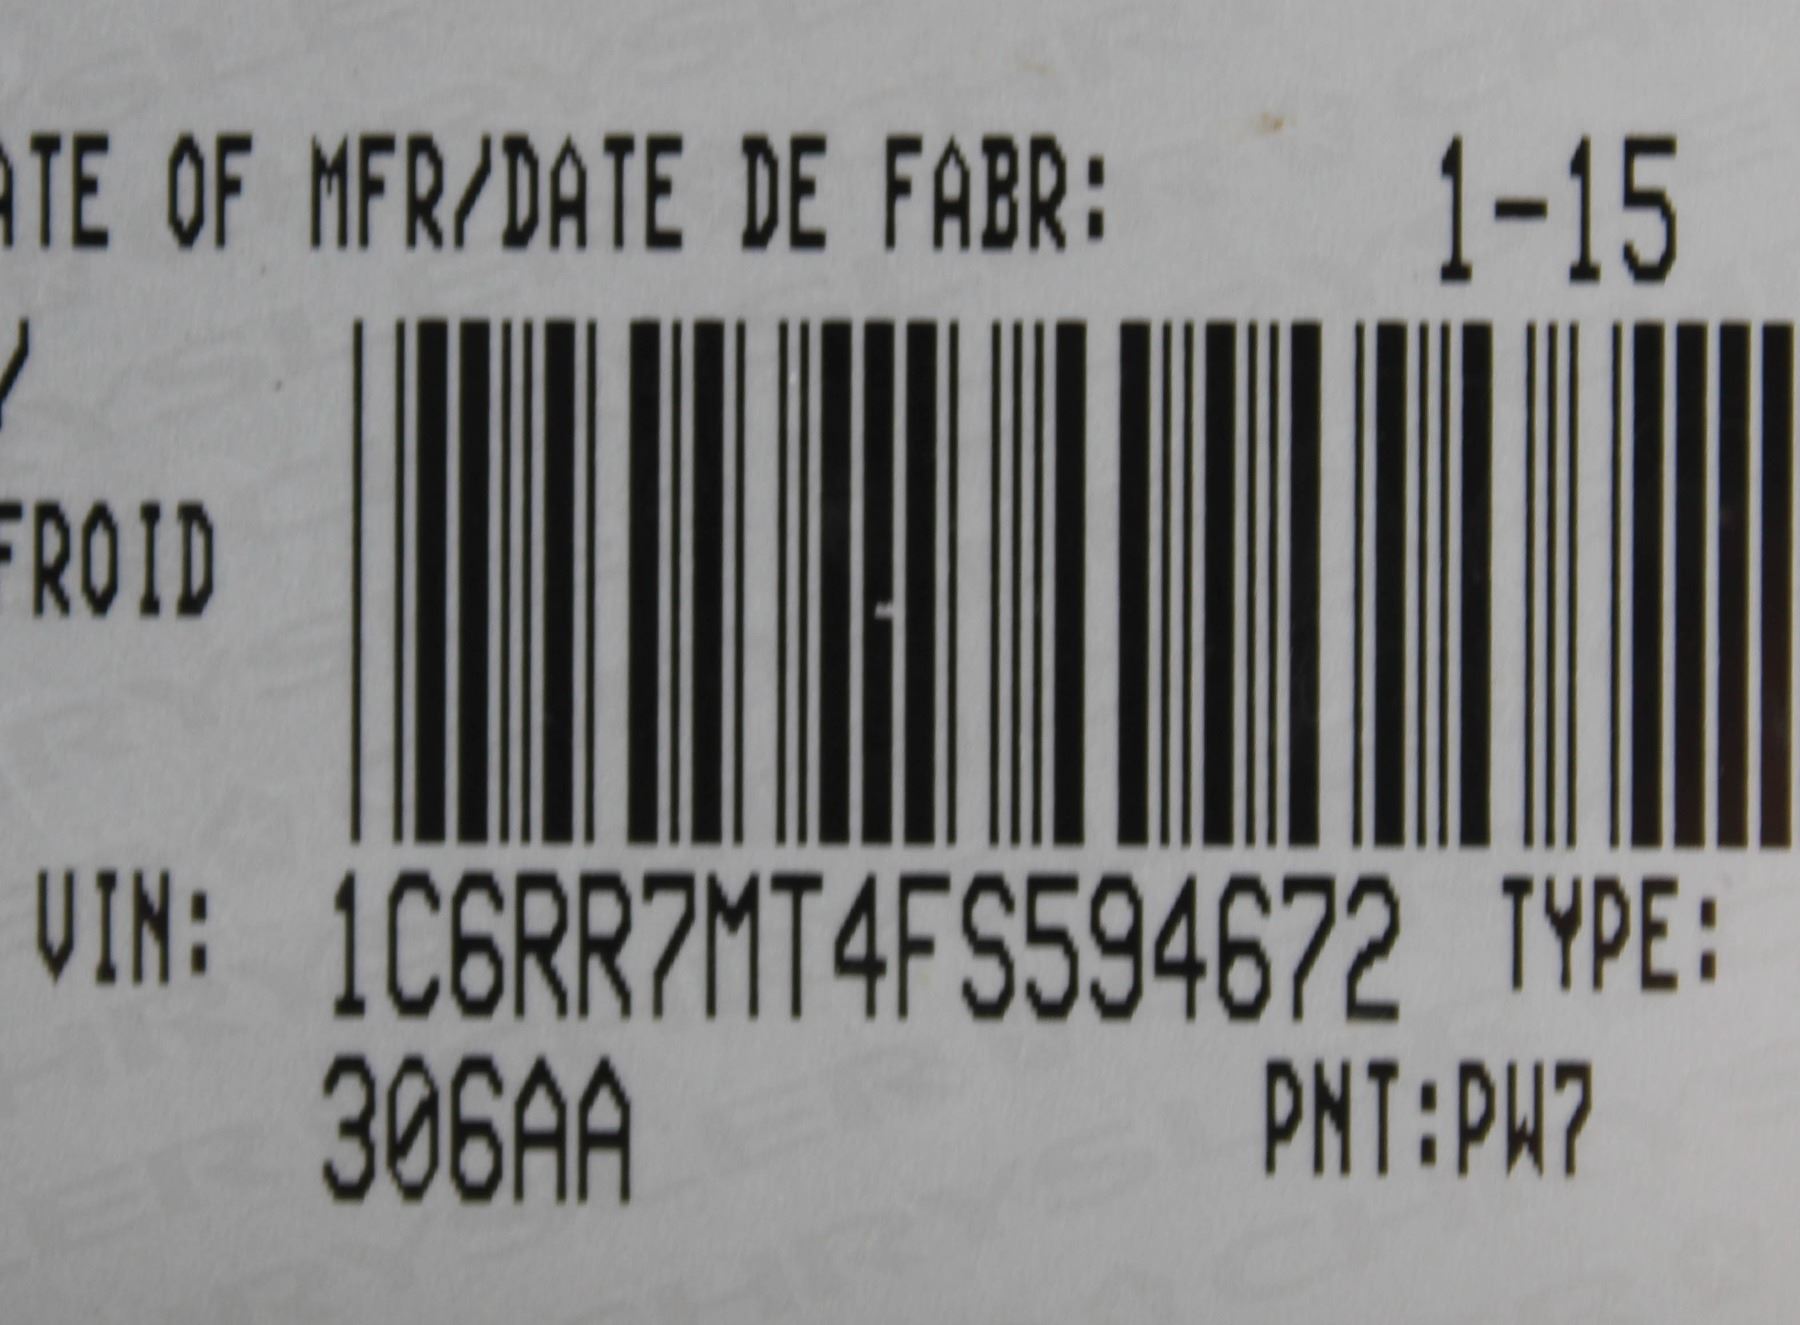 ATE OF MFR/DATE DE FABR: 1-15
FROID
VIN: 1C6RR7MT4FS594672 TYPE:
306AA PNT:PW7